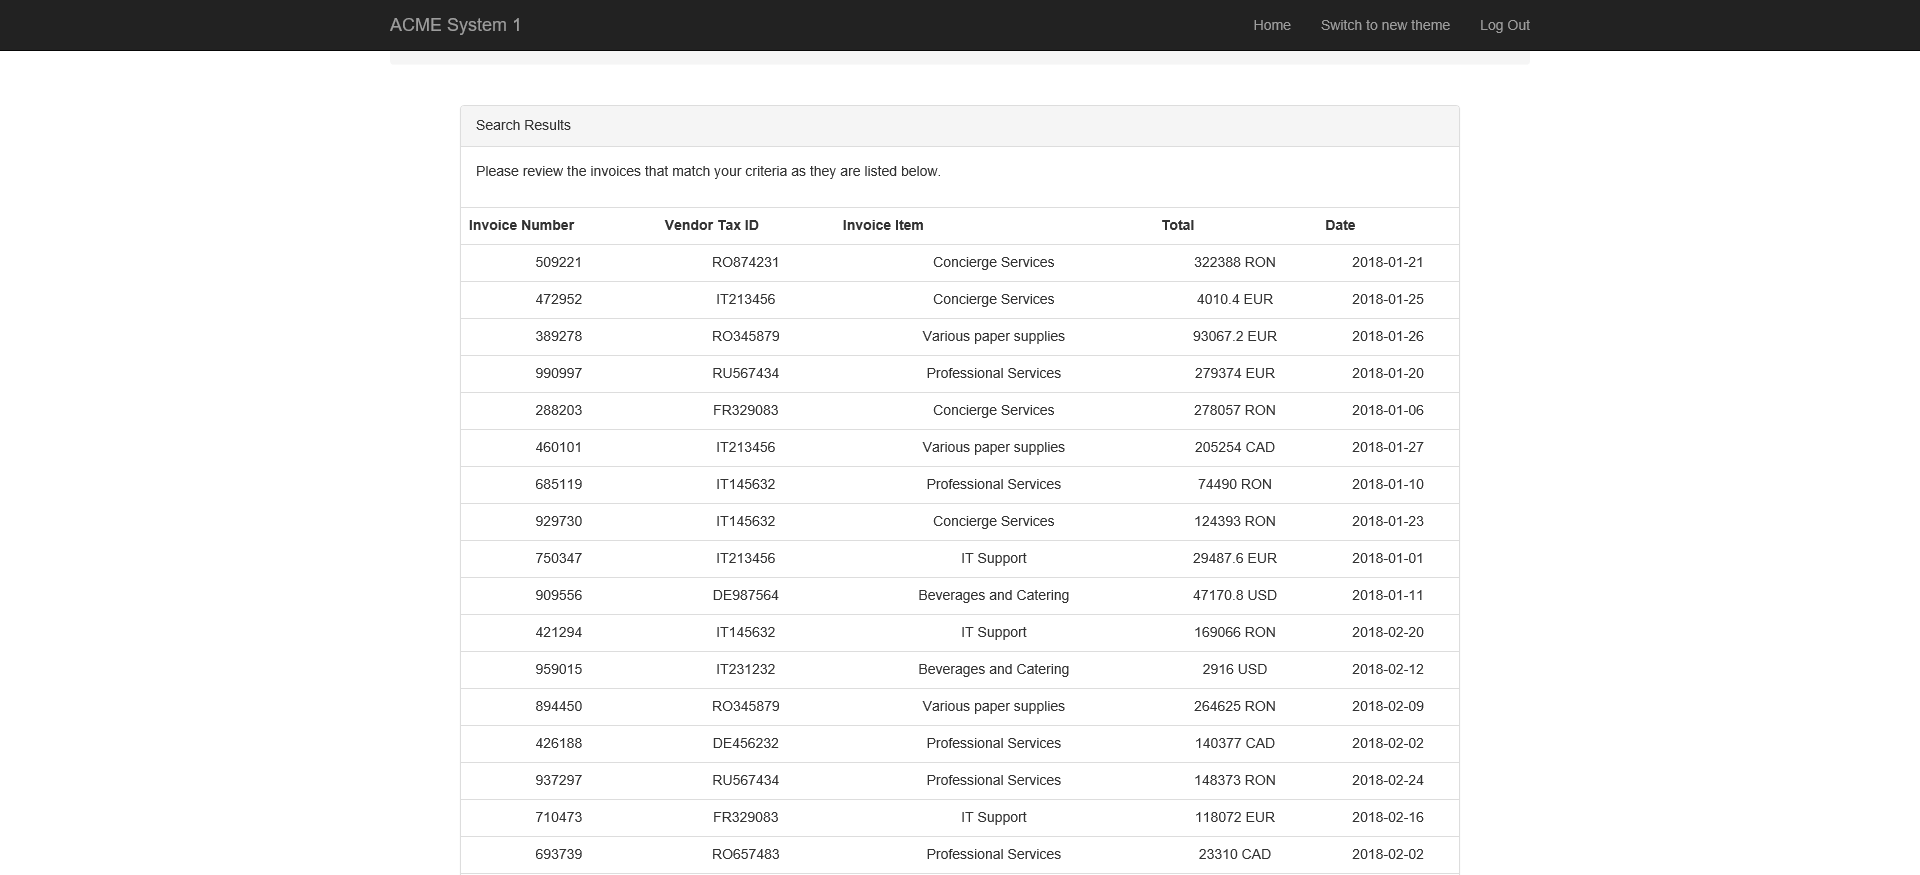 ACME System 1 Home Switch to new theme Log Out
Search Results
Please review the invoices that match your criteria as they are listed below.
Invoice Number Vendor Tax ID Invoice Item Total Date
509221 RO874231 Concierge Services 322388 RON 2018-01-21
472952 IT213456 Concierge Services 4010.4 EUR 2018-01-25
389278 RO345879 Various paper supplies 93067.2 EUR 2018-01-26
990997 RU567434 Professional Services 279374 EUR 2018-01-20
288203 FR329083 Concierge Services 278057 RON 2018-01-06
460101 IT213456 Various paper supplies 205254 CAD 2018-01-27
685119 IT145632 Professional Services 74490 RON 2018-01-10
929730 IT145632 Concierge Services 124393 RON 2018-01-23
750347 IT213456 IT Support 29487.6 EUR 2018-01-01
909556 DE987564 Beverages and Catering 47170.8 USD 2018-01-11
421294 IT145632 IT Support 169066 RON 2018-02-20
959015 IT231232 Beverages and Catering 2916 USD 2018-02-12
894450 RO345879 Various paper supplies 264625 RON 2018-02-09
426188 DE456232 Professional Services 140377 CAD 2018-02-02
937297 RU567434 Professional Services 148373 RON 2018-02-24
710473 FR329083 IT Support 118072 EUR 2018-02-16
693739 RO657483 Professional Services 23310 CAD 2018-02-02